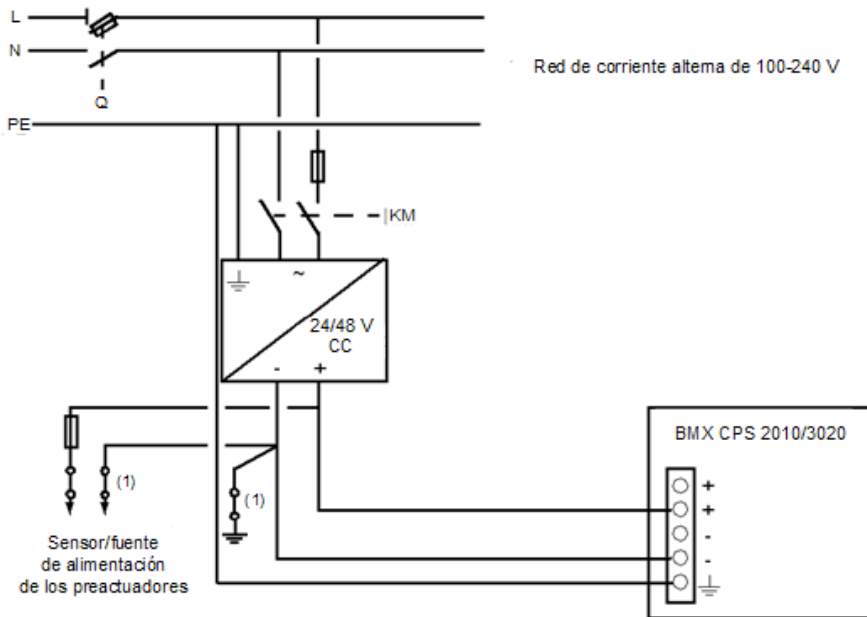 L
N
Red de corriente alterna de 100-240 V
Q
PE
|KM
~
24/48 V
CC
- +
BMX CPS 2010/3020
+
+
-
-
(1)
(1)
Sensor/fuente
de alimentación
de los preactuadores